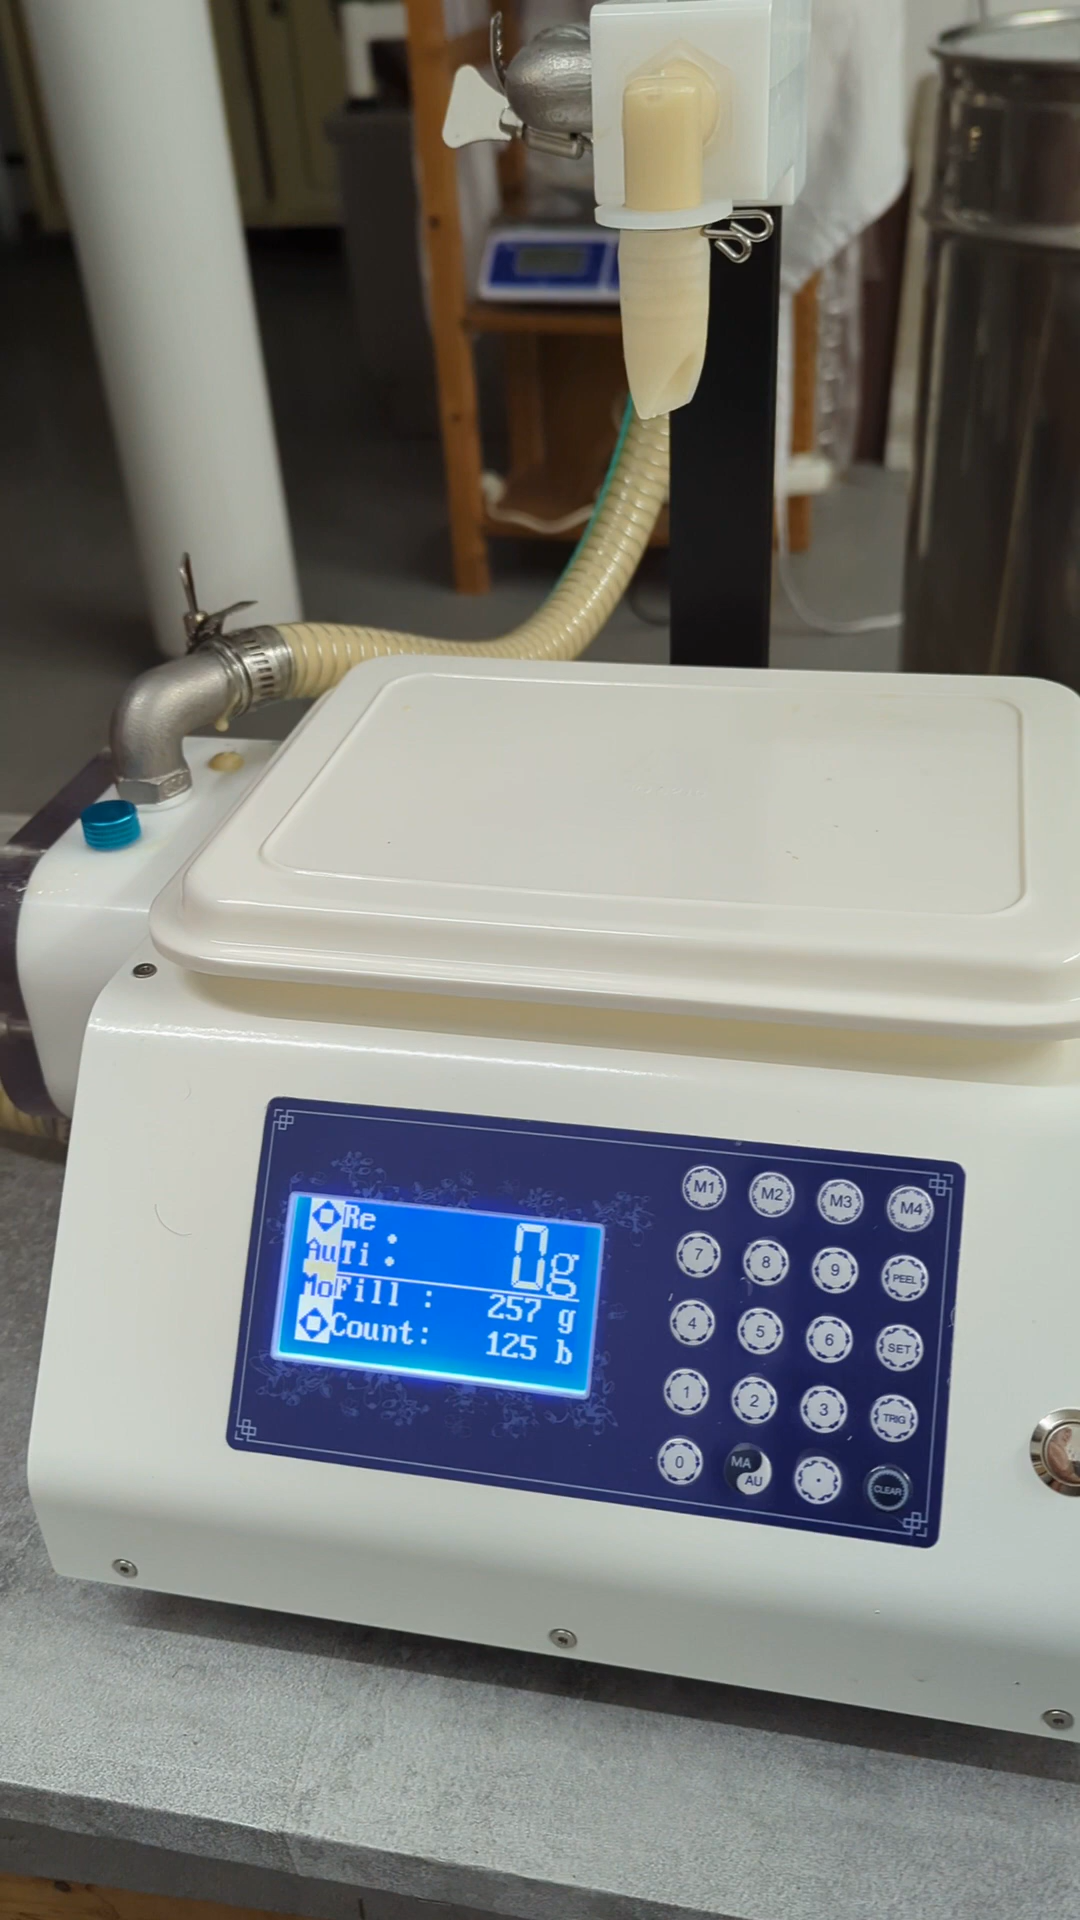 Re
AuTi :
0g
MoFill : 257 g
Count: 125 b
M1 M2 M3 M4
7 8 9 PEEL
4 5 6 SET
1 2 3 TRIG
0 MA AU . CLEAR